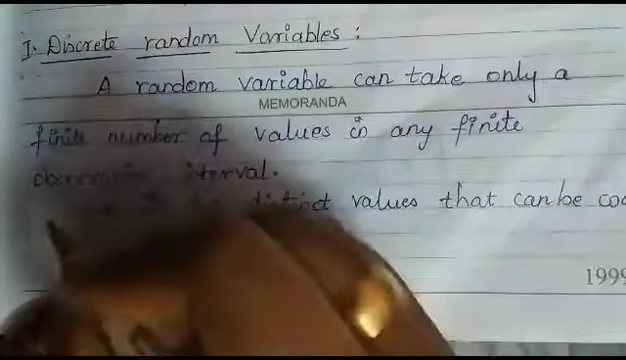 I. Discrete random Variables :
A random variable can take only a
MEMORANDA
finite number of values in any finite
observation interval.
distinct values that can be
1999